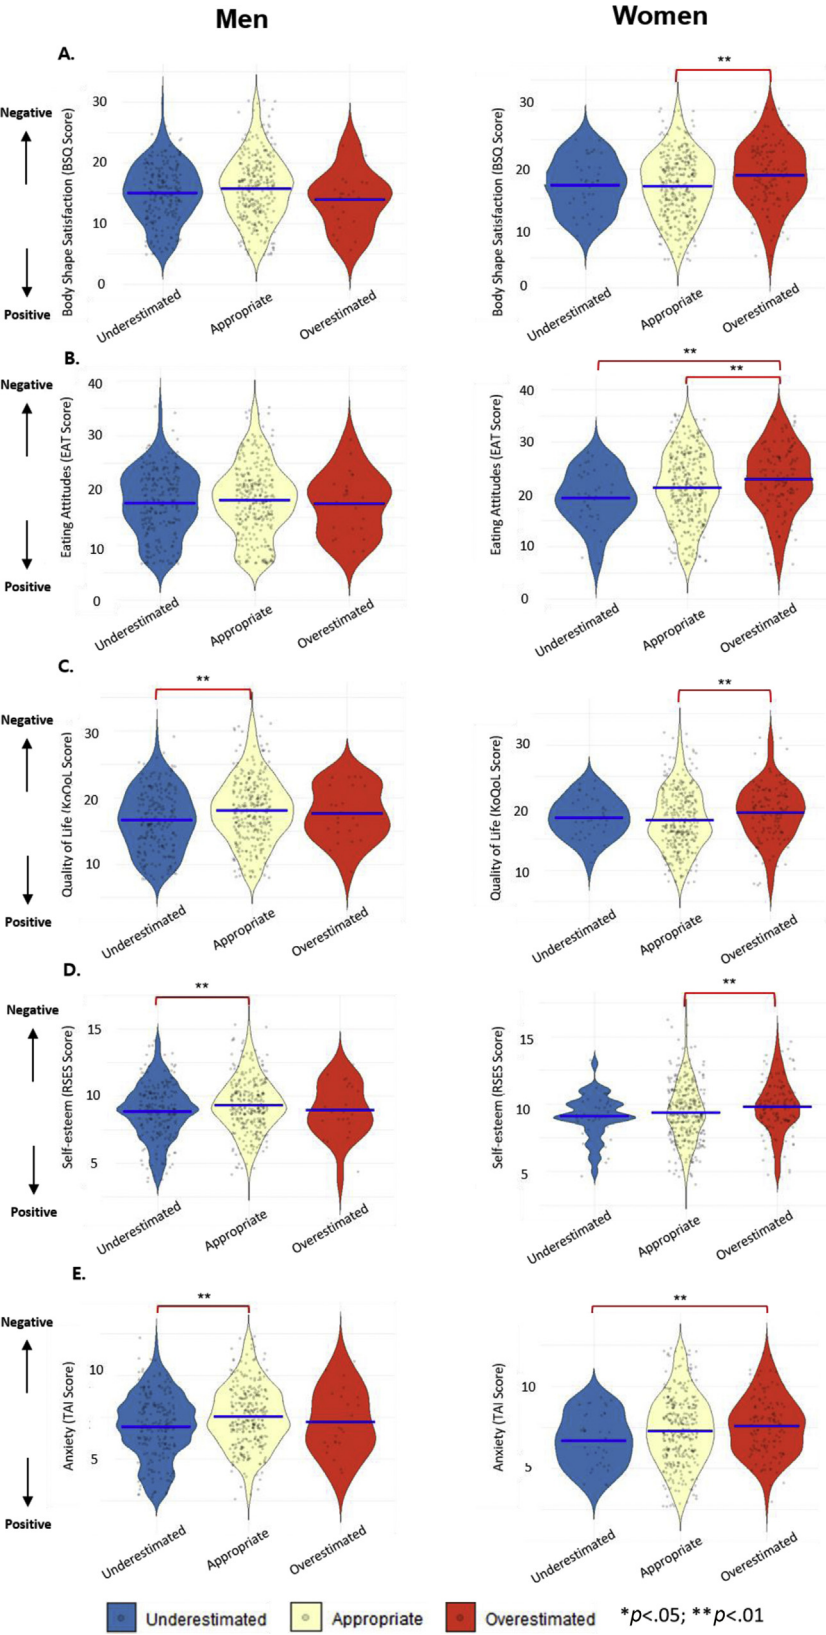 Men
Women
A.
**
Negative
Positive
Body Shape Satisfaction (BSQ Score)
30
20
10
0
Underestimated
Appropriate
Overestimated
Body Shape Satisfaction (BSQ Score)
30
20
10
0
Underestimated
Appropriate
Overestimated
B.
**
**
Negative
Positive
Eating Attitudes (EAT Score)
40
30
20
10
0
Underestimated
Appropriate
Overestimated
Eating Attitudes (EAT Score)
40
30
20
10
0
Underestimated
Appropriate
Overestimated
C.
**
**
Negative
Positive
Quality of Life (KnOoL Score)
30
20
10
Underestimated
Appropriate
Overestimated
Quality of Life (KoQoL Score)
30
20
10
Underestimated
Appropriate
Overestimated
D.
**
**
Negative
Positive
Self-esteem (RSES Score)
15
10
5
Underestimated
Appropriate
Overestimated
Self-esteem (RSES Score)
15
10
5
Underestimated
Appropriate
Overestimated
E.
**
**
Negative
Positive
Anxiety (TAI Score)
10
5
Underestimated
Appropriate
Overestimated
Anxiety (TAI Score)
10
5
Underestimated
Appropriate
Overestimated
Underestimated Appropriate Overestimated *p<.05; **p<.01